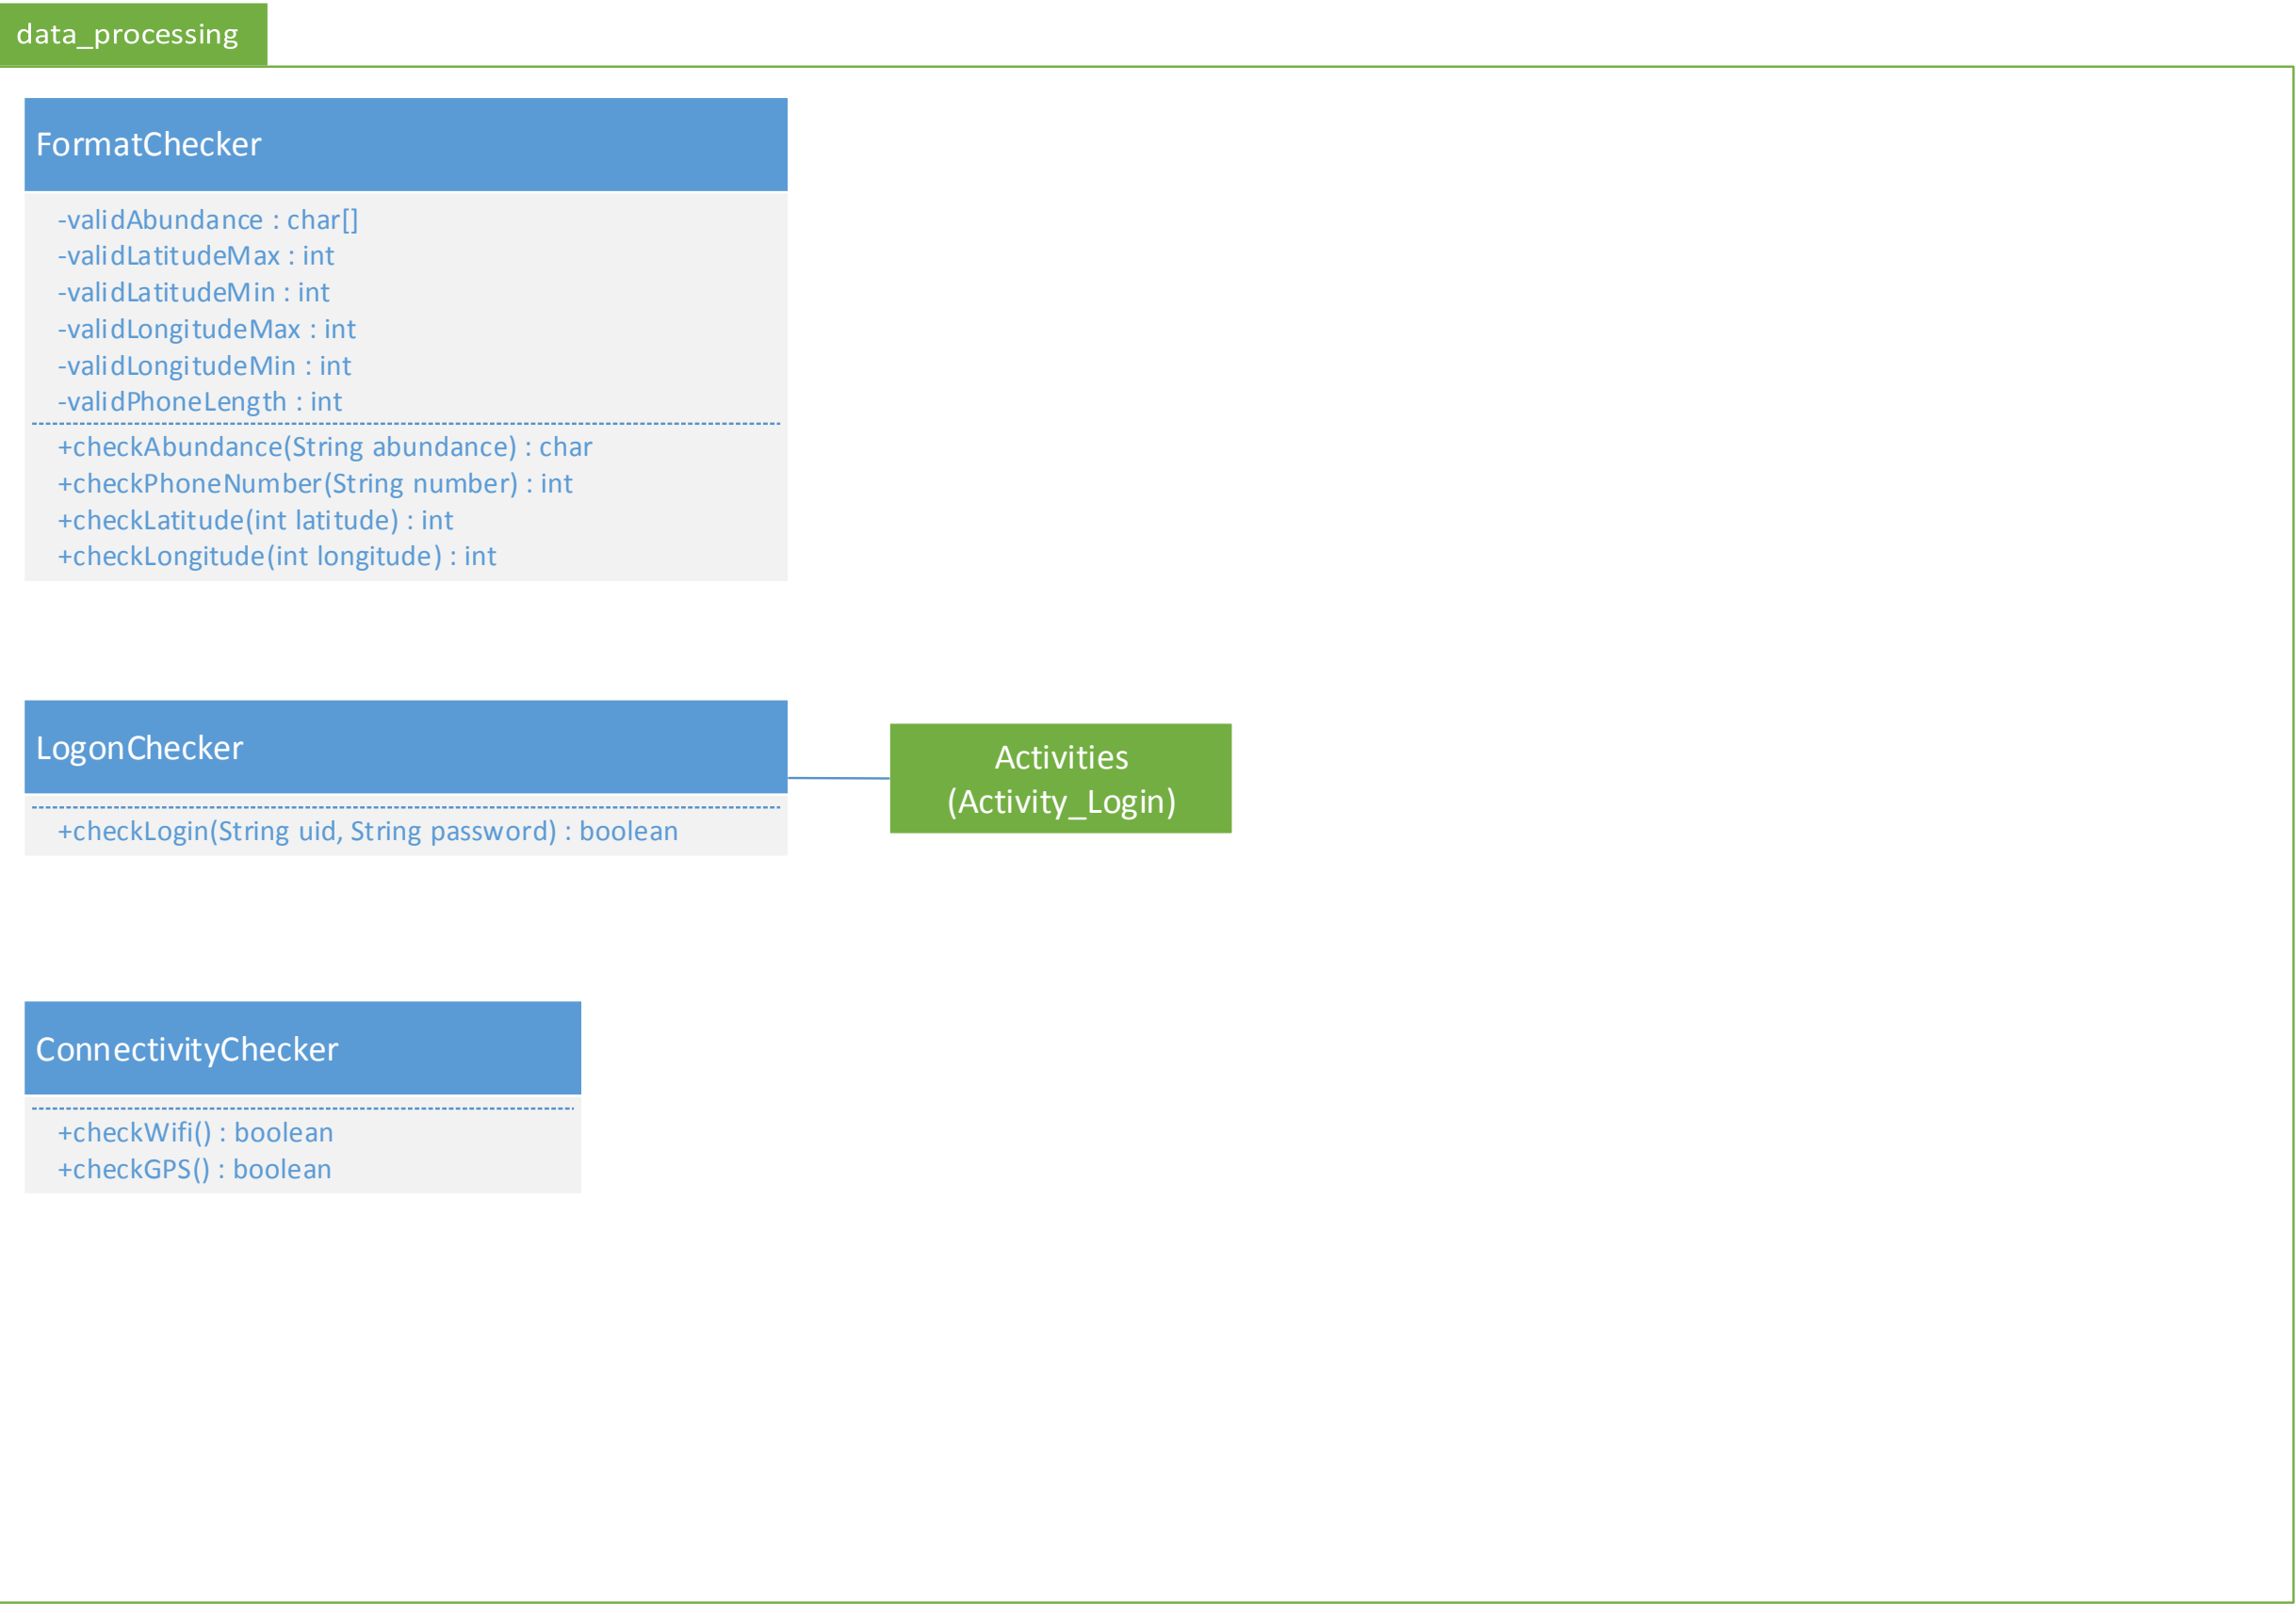 data_processing
FormatChecker
-validAbundance : char[]
-validLatitudeMax : int
-validLatitudeMin : int
-validLongitudeMax : int
-validLongitudeMin : int
-validPhoneLength : int
+checkAbundance(String abundance) : char
+checkPhoneNumber(String number) : int
+checkLatitude(int latitude) : int
+checkLongitude(int longitude) : int
LogonChecker
+checkLogin(String uid, String password) : boolean
Activities
(Activity_Login)
ConnectivityChecker
+checkWifi() : boolean
+checkGPS() : boolean